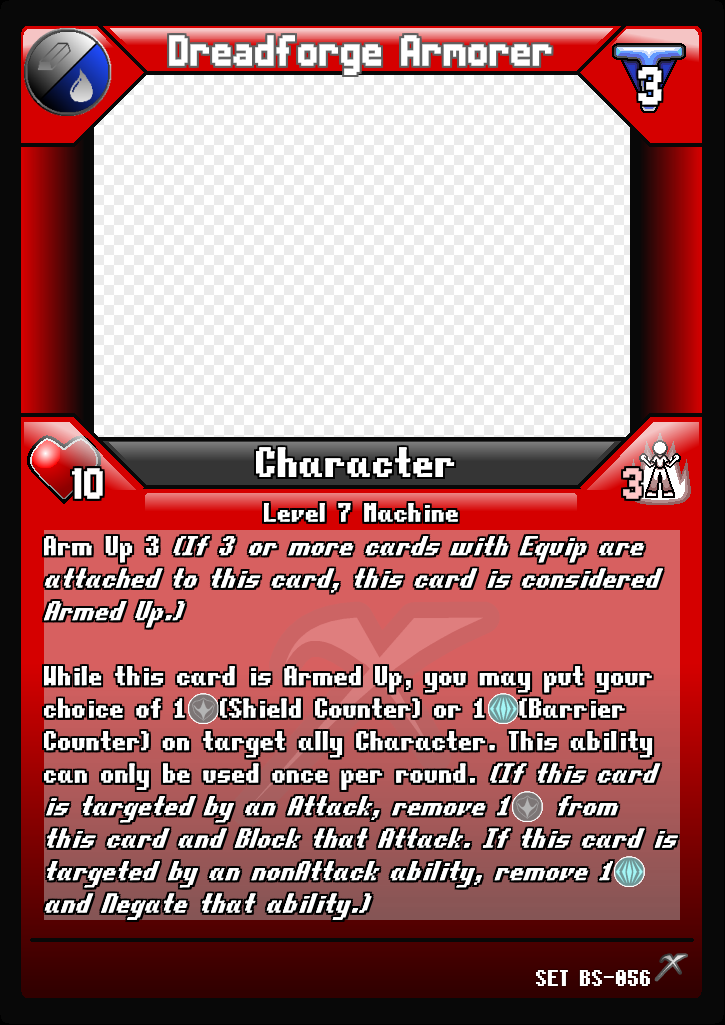 Dreadforge Armorer
3
10
Character
3
Level 7 Machine
Arm Up 3 (If 3 or more cards with Equip are
attached to this card, this card is considered
Armed Up.)
While this card is Armed Up, you may put your
choice of 1 (Shield Counter) or 1 (Barrier
Counter) on target ally Character. This ability
can only be used once per round. (If this card
is targeted by an Attack, remove 1 from
this card and Block that Attack. If this card is
targeted by an nonAttack ability, remove 1
and Negate that ability.)
SET BS-056